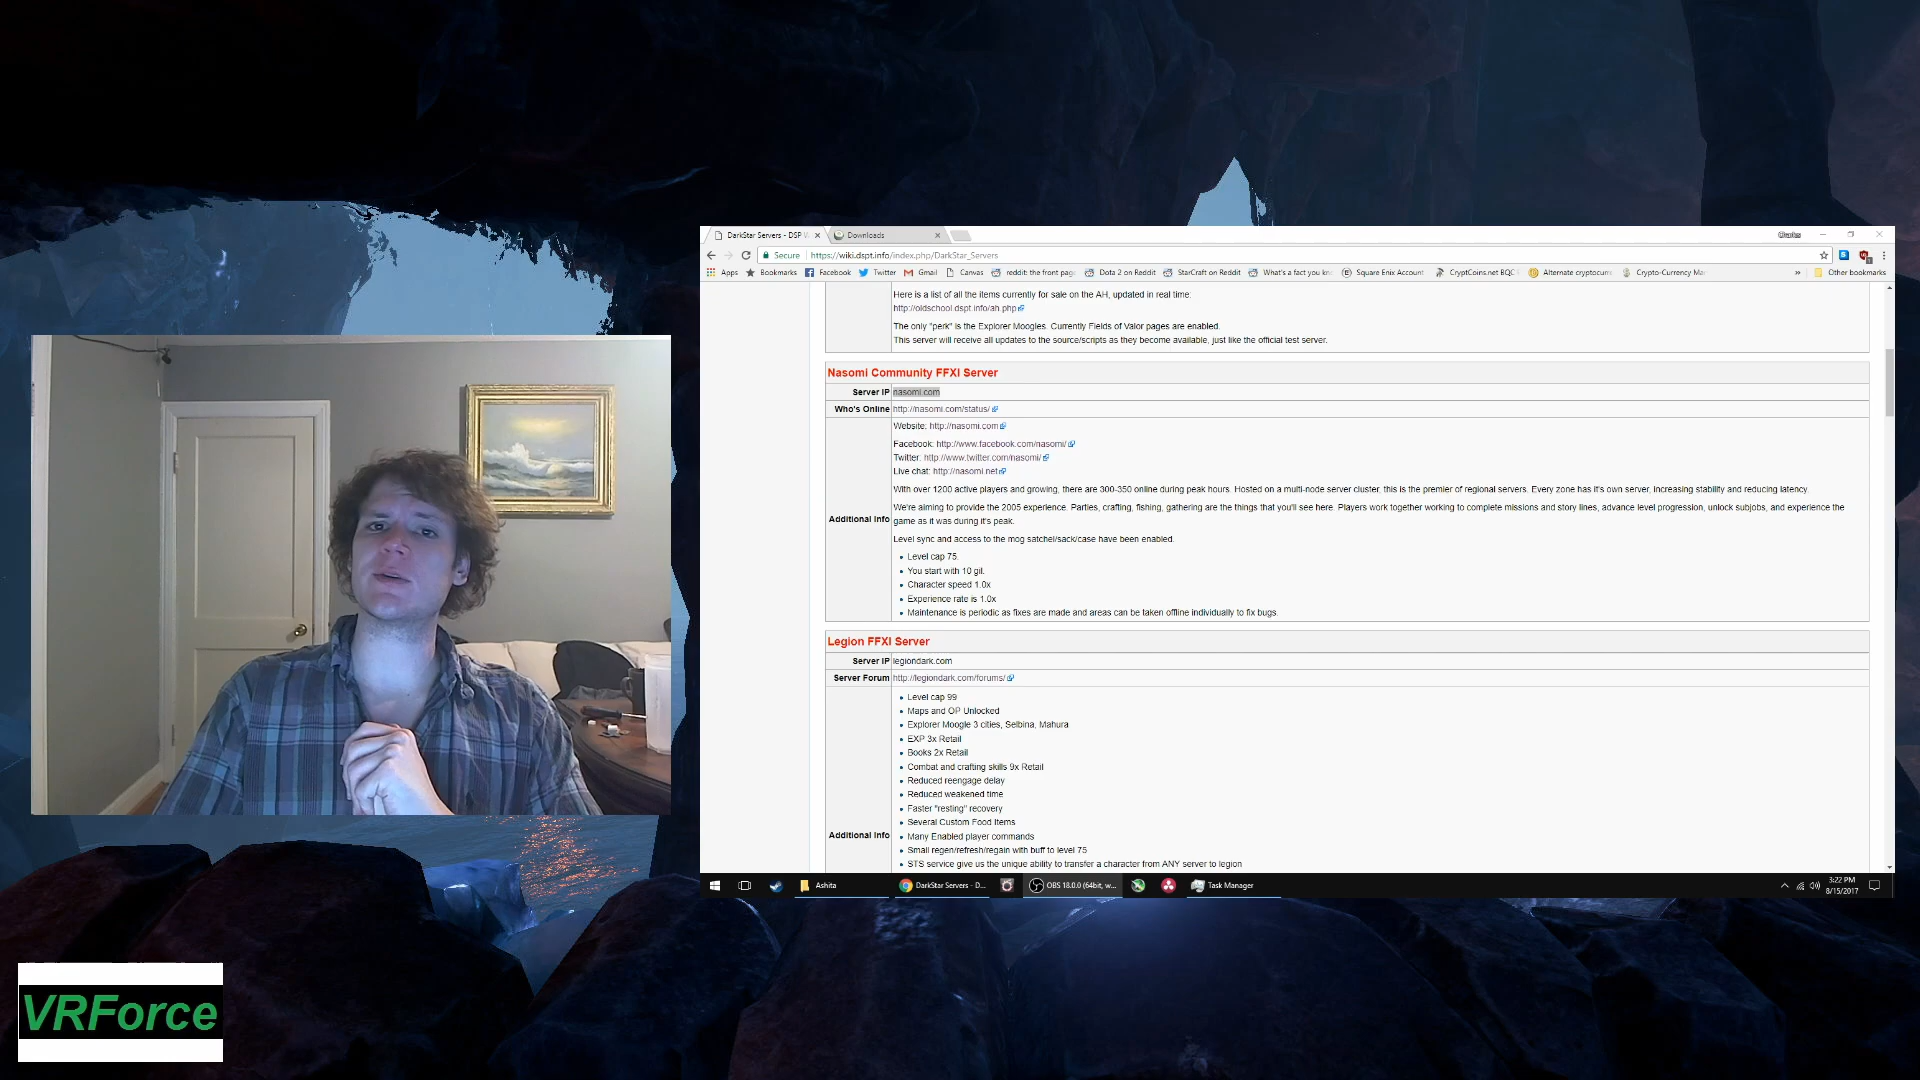 DarkStar Servers - DSP
Downloads
Charles
Secure
https://wiki.dspt.info/index.php/DarkStar_Servers
Apps
Bookmarks
Facebook
Twitter
Gmail
Canvas
reddit: the front pag
Dota 2 on Reddit
StarCraft on Reddit
What's a fact you kn
Square Enix Account
CryptCoins.net BQC
Alternate cryptocurre
Crypto-Currency Mar
»
Other bookmarks
Here is a list of all the items currently for sale on the AH, updated in real time:
http://oldschool.dspt.info/ah.php
The only "perk" is the Explorer Moogles. Currently Fields of Valor pages are enabled.
This server will receive all updates to the source/scripts as they become available, just like the official test server.
Nasomi Community FFXI Server
Server IP nasomi.com
Who's Online http://nasomi.com/status/
Website: http://nasomi.com
Facebook: http://www.facebook.com/nasomi/
Twitter: http://www.twitter.com/nasomi/
Live chat: http://nasomi.net
With over 1200 active players and growing, there are 300-350 online during peak hours. Hosted on a multi-node server cluster, this is the premier of regional servers. Every zone has it's own server, increasing stability and reducing latency.
We're aiming to provide the 2005 experience. Parties, crafting, fishing, gathering are the things that you'll see here. Players work together working to complete missions and story lines, advance level progression, unlock subjobs, and experience the
Additional Info
game as it was during it's peak.
Level sync and access to the mog satchel/sack/case have been enabled.
• Level cap 75.
• You start with 10 gil.
• Character speed 1.0x
• Experience rate is 1.0x
• Maintenance is periodic as fixes are made and areas can be taken offline individually to fix bugs.
Legion FFXI Server
Server IP legiondark.com
Server Forum http://legiondark.com/forums/
• Level cap 99
• Maps and OP Unlocked
• Explorer Moogle 3 cities, Selbina, Mahura
• EXP 3x Retail
• Books 2x Retail
• Combat and crafting skills 9x Retail
• Reduced reengage delay
• Reduced weakened time
• Faster "resting" recovery
• Several Custom Food Items
Additional Info
• Many Enabled player commands
• Small regen/refresh/regain with buff to level 75
• STS service give us the unique ability to transfer a character from ANY server to legion
Ashita
DarkStar Servers - D...
OBS 18.0.0 (64bit, w...
Task Manager
3:22 PM
8/15/2017
VRForce